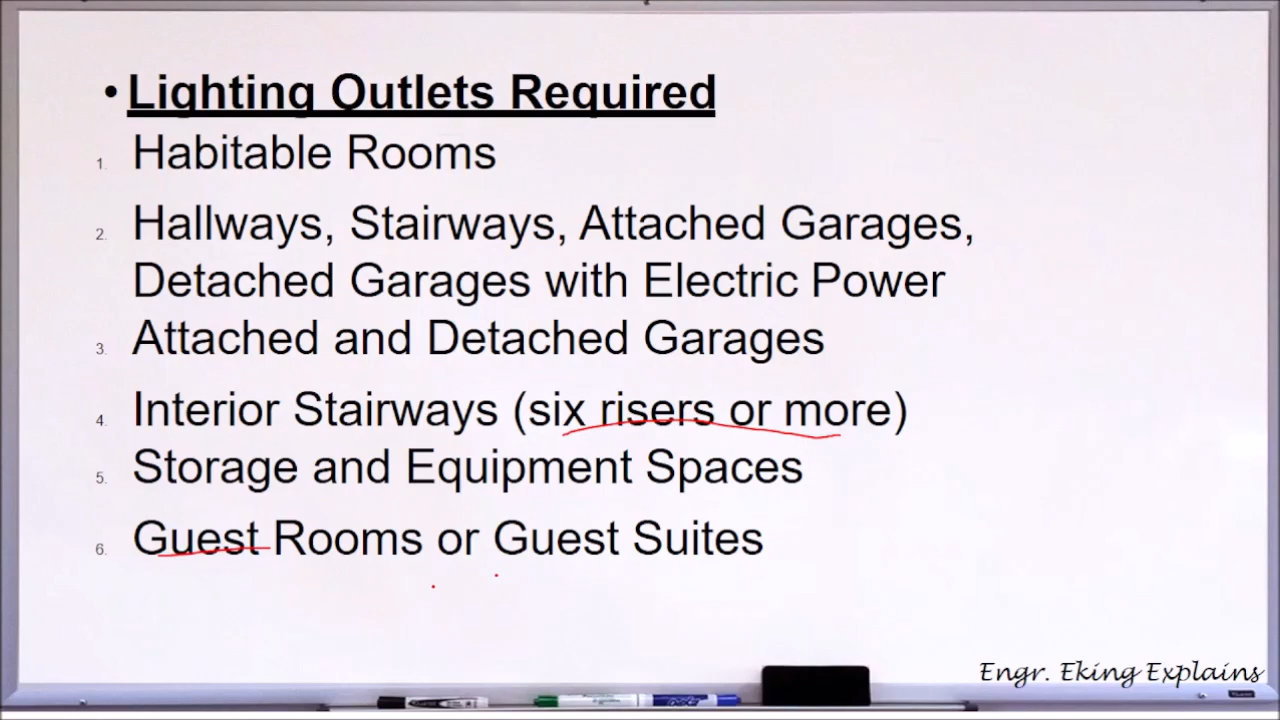 • Lighting Outlets Required
1. Habitable Rooms
2. Hallways, Stairways, Attached Garages,
Detached Garages with Electric Power
3. Attached and Detached Garages
4. Interior Stairways (six risers or more)
5. Storage and Equipment Spaces
6. Guest Rooms or Guest Suites
Engr. Eking Explains